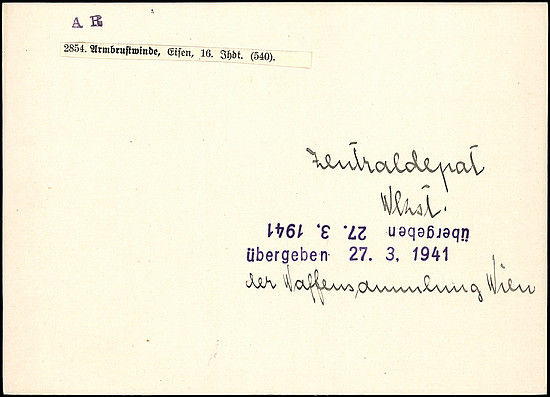 A R
2854. Armbrustwinde, Eisen, 16. Jhdt. (540).
Zentraldepot
übergeben 27. 3. 1941
übergeben 27. 3. 1941
der Waffensammlung Wien